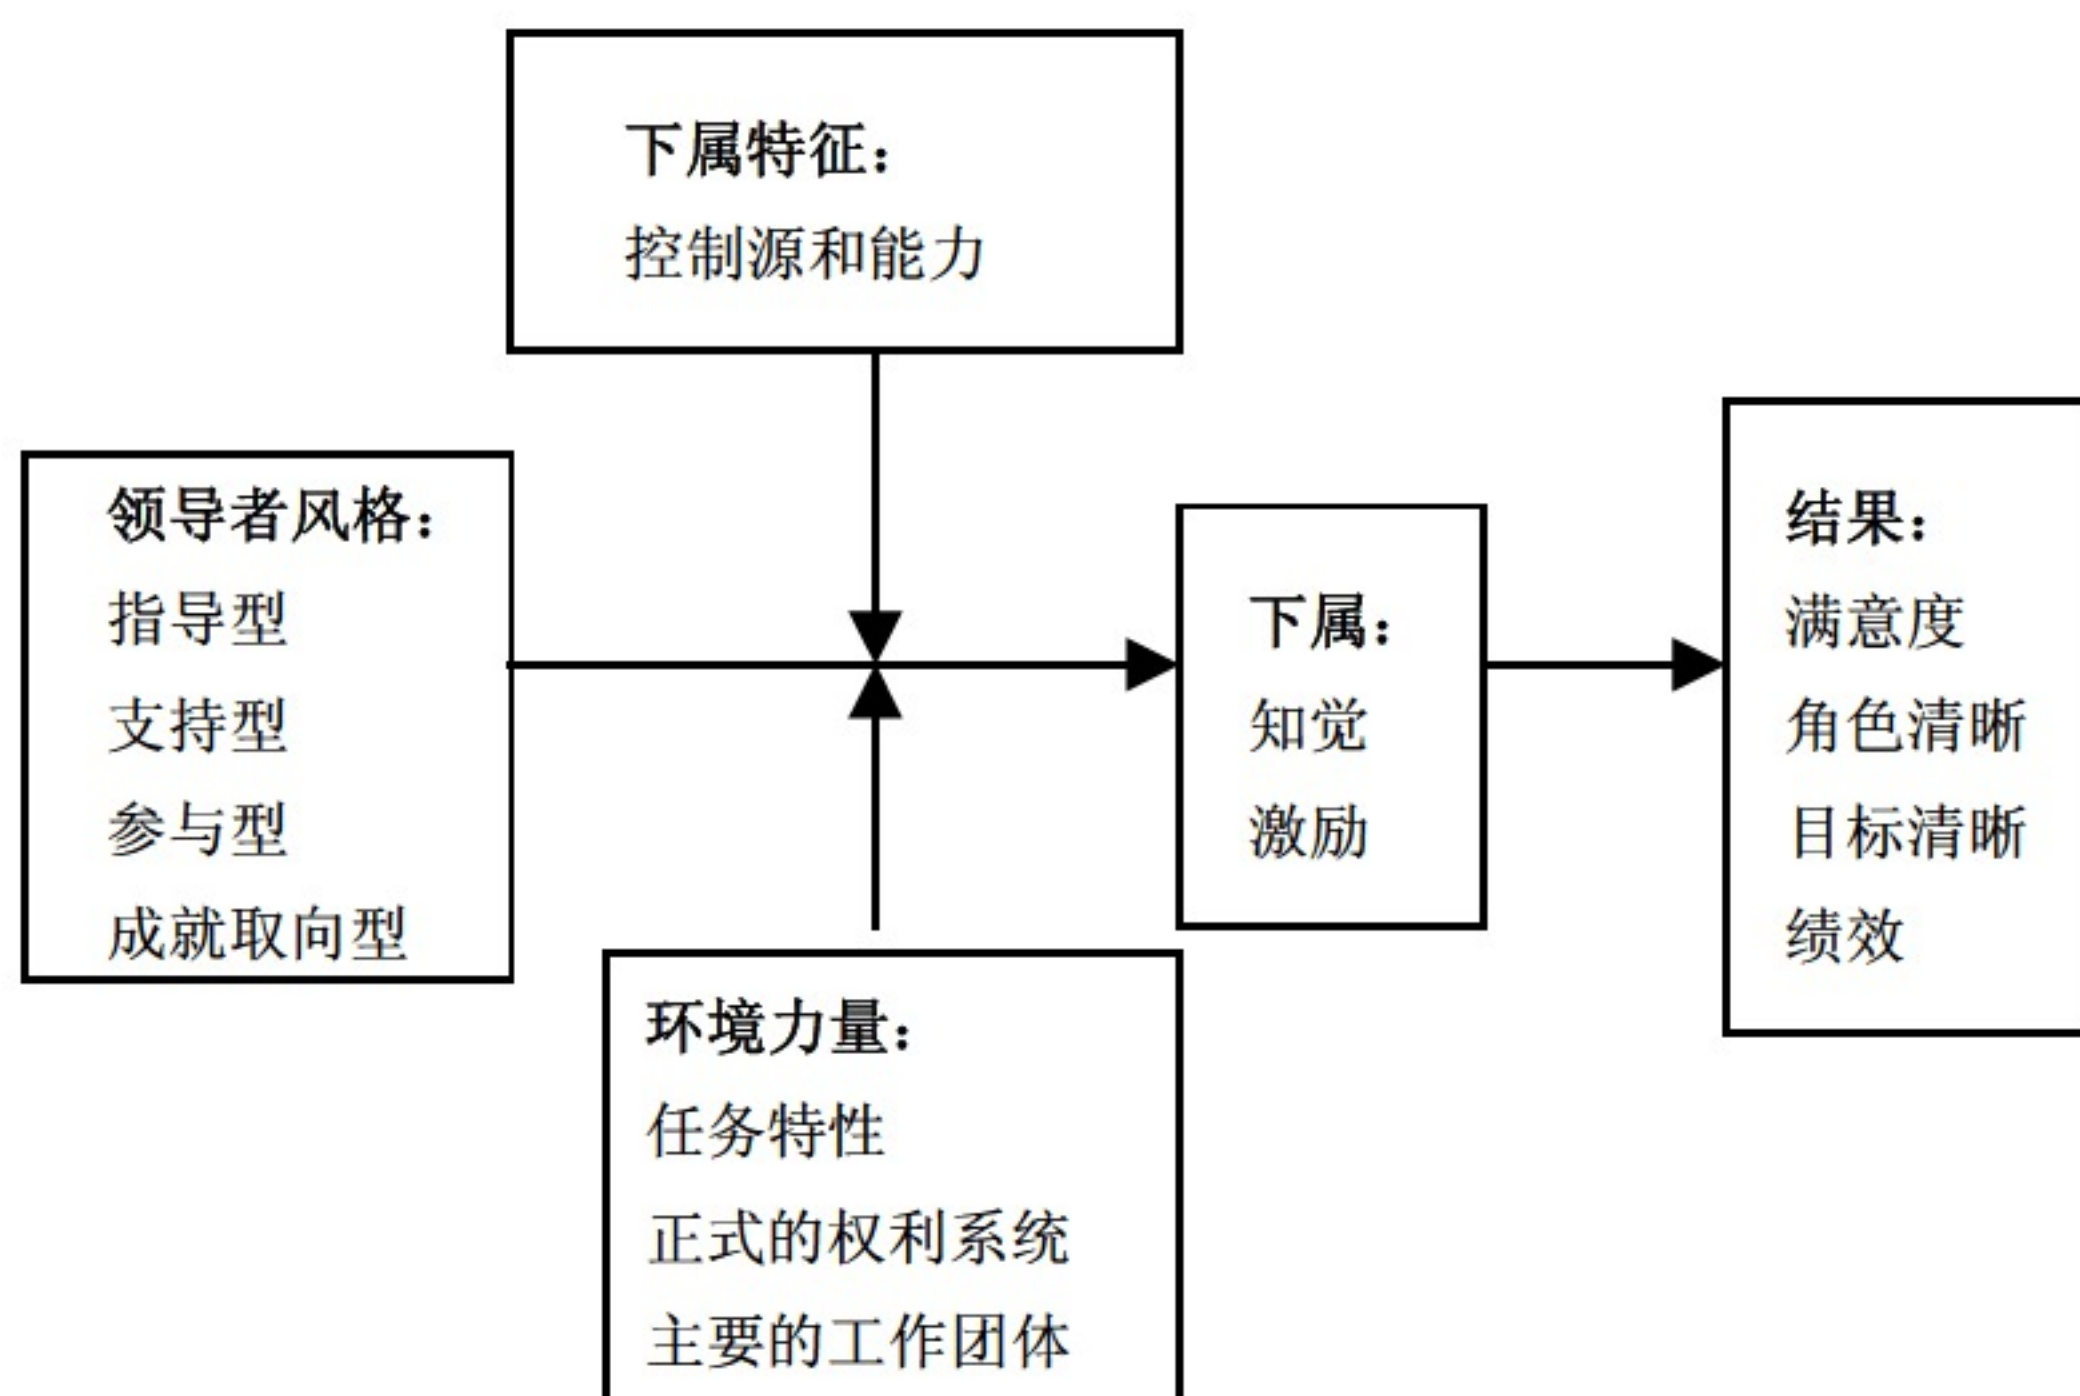 下属特征：
控制源和能力
领导者风格：
指导型
支持型
参与型
成就取向型
下属：
知觉
激励
结果：
满意度
角色清晰
目标清晰
绩效
环境力量：
任务特性
正式的权利系统
主要的工作团体